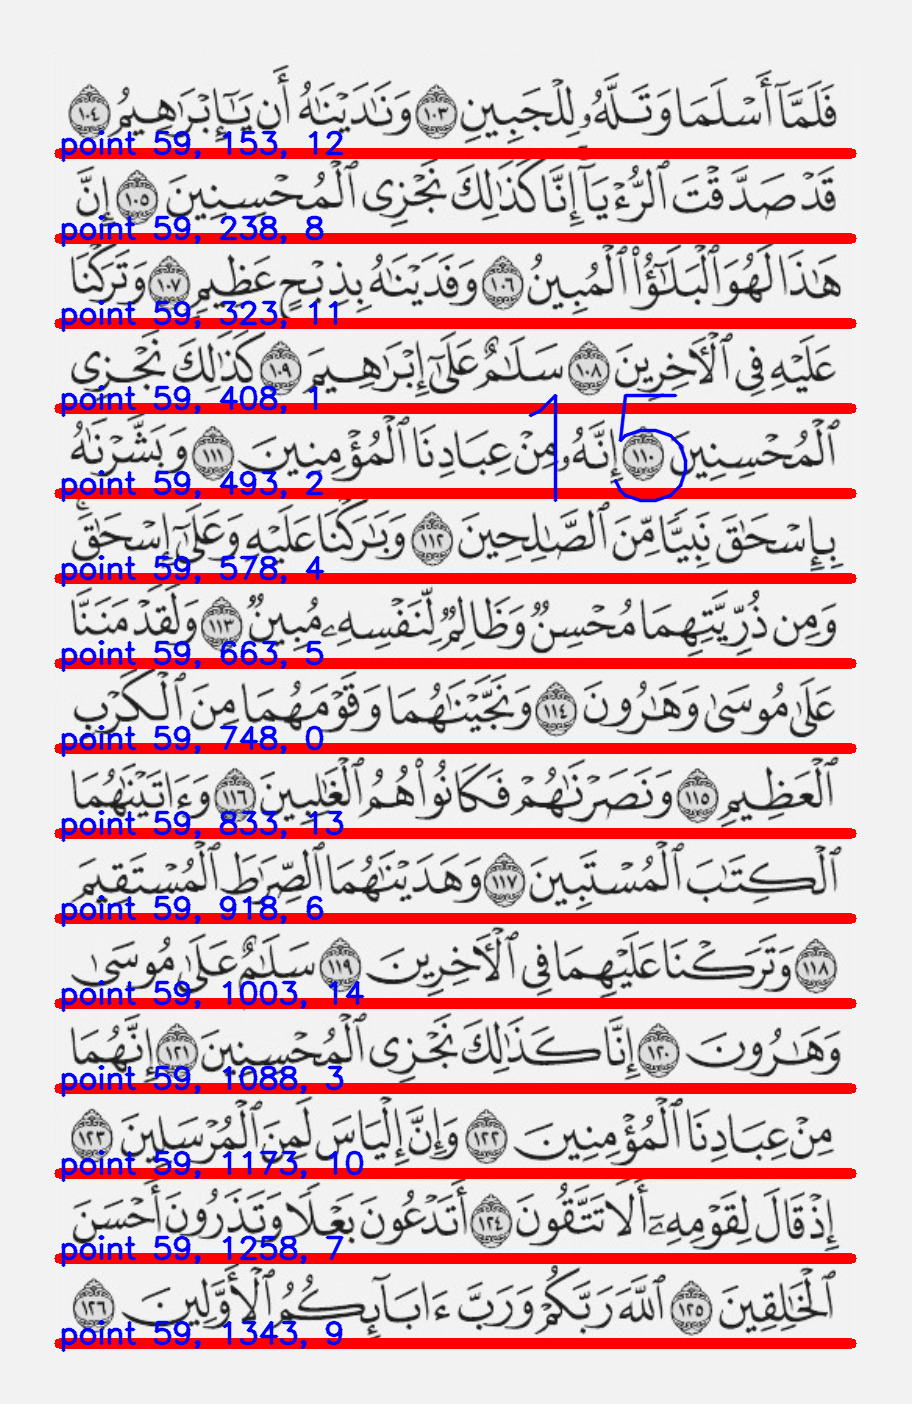 فَلَمَّآ أَسْلَمَا وَتَلَّهُۥ لِلْجَبِينِ ١٠٣ وَنَٰدَيْنَٰهُ أَن يَٰٓإِبْرَٰهِيمُ ١٠٤
point 59, 153, 12
قَدْ صَدَّقْتَ ٱلرُّءْيَآ إِنَّا كَذَٰلِكَ نَجْزِى ٱلْمُحْسِنِينَ ١٠٥ إِنَّ
point 59, 238, 8
هَٰذَا لَهُوَ ٱلْبَلَٰٓؤُا۟ ٱلْمُبِينُ ١٠٦ وَفَدَيْنَٰهُ بِذِبْحٍ عَظِيمٍ ١٠٧ وَتَرَكْنَا
point 59, 323, 11
عَلَيْهِ فِى ٱلْءَاخِرِينَ ١٠٨ سَلَٰمٌ عَلَىٰٓ إِبْرَٰهِيمَ ١٠٩ كَذَٰلِكَ نَجْزِى
point 59, 408, 1
15
ٱلْمُحْسِنِينَ ١١٠ إِنَّهُۥ مِنْ عِبَادِنَا ٱلْمُؤْمِنِينَ ١١١ وَبَشَّرْنَٰهُ
point 59, 493, 2
بِإِسْحَٰقَ نَبِيًّا مِّنَ ٱلصَّٰلِحِينَ ١١٢ وَبَٰرَكْنَا عَلَيْهِ وَعَلَىٰٓ إِسْحَٰقَ ۚ
point 59, 578, 4
وَمِن ذُرِّيَّتِهِمَا مُحْسِنٌ وَظَالِمٌ لِّنَفْسِهِۦ مُبِينٌ ١١٣ وَلَقَدْ مَنَنَّا
point 59, 663, 5
عَلَىٰ مُوسَىٰ وَهَٰرُونَ ١١٤ وَنَجَّيْنَٰهُمَا وَقَوْمَهُمَا مِنَ ٱلْكَرْبِ
point 59, 748, 0
ٱلْعَظِيمِ ١١٥ وَنَصَرْنَٰهُمْ فَكَانُوا۟ هُمُ ٱلْغَٰلِبِينَ ١١٦ وَءَاتَيْنَٰهُمَا
point 59, 833, 13
ٱلْكِتَٰبَ ٱلْمُسْتَبِينَ ١١٧ وَهَدَيْنَٰهُمَا ٱلصِّرَٰطَ ٱلْمُسْتَقِيمَ
point 59, 918, 6
١١٨ وَتَرَكْنَا عَلَيْهِمَا فِى ٱلْءَاخِرِينَ ١١٩ سَلَٰمٌ عَلَىٰ مُوسَىٰ
point 59, 1003, 14
وَهَٰرُونَ ١٢٠ إِنَّا كَذَٰلِكَ نَجْزِى ٱلْمُحْسِنِينَ ١٢١ إِنَّهُمَا
point 59, 1088, 3
مِنْ عِبَادِنَا ٱلْمُؤْمِنِينَ ١٢٢ وَإِنَّ إِلْيَاسَ لَمِنَ ٱلْمُرْسَلِينَ ١٢٣
point 59, 1173, 10
إِذْ قَالَ لِقَوْمِهِۦٓ أَلَا تَتَّقُونَ ١٢٤ أَتَدْعُونَ بَعْلًا وَتَذَرُونَ أَحْسَنَ
point 59, 1258, 7
ٱلْخَٰلِقِينَ ١٢٥ ٱللَّهَ رَبَّكُمْ وَرَبَّ ءَابَآئِكُمُ ٱلْأَوَّلِينَ ١٢٦
point 59, 1343, 9